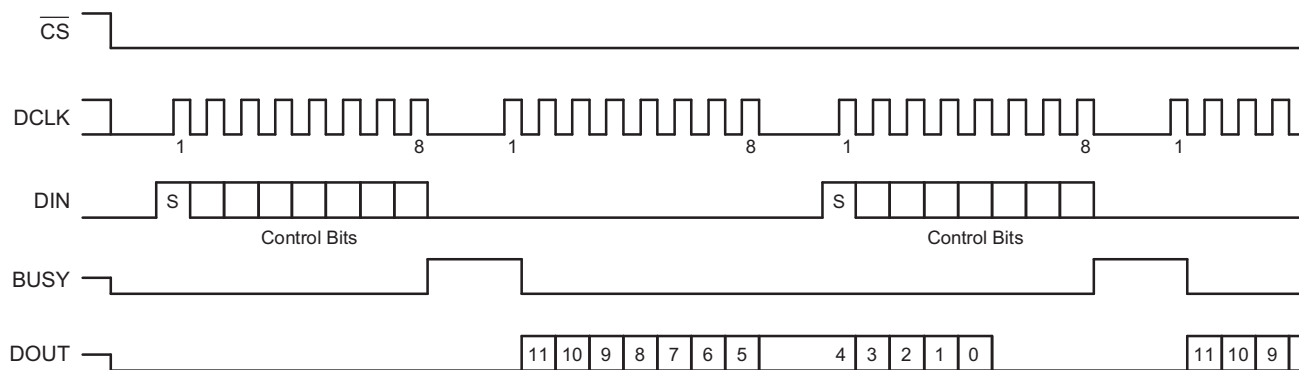 CS
DCLK
1 8 1 8 1 8 1
DIN
S S
Control Bits Control Bits
BUSY
DOUT
11 10 9 8 7 6 5 4 3 2 1 0 11 10 9